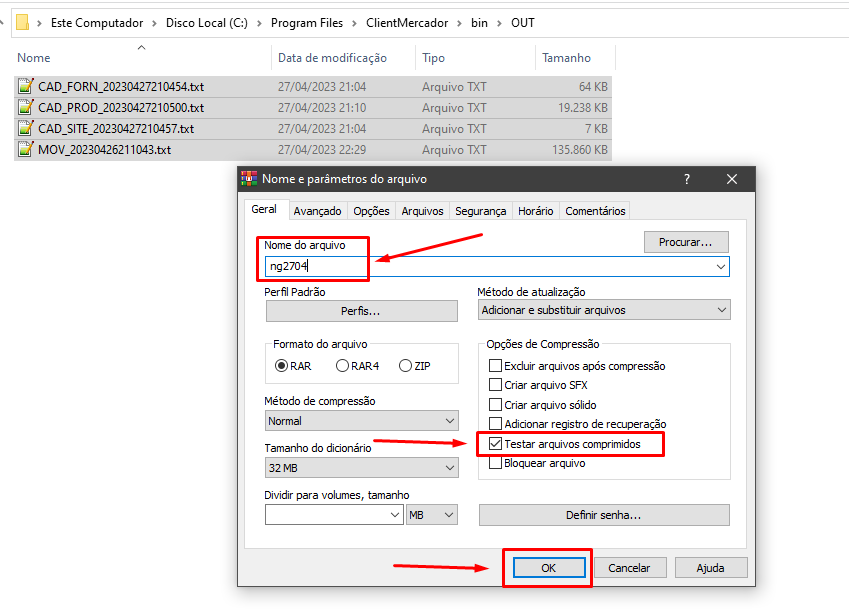 Este Computador > Disco Local (C:) > Program Files > ClientMercador > bin > OUT
Nome Data de modificação Tipo Tamanho
CAD_FORN_20230427210454.txt 27/04/2023 21:04 Arquivo TXT 64 KB
CAD_PROD_20230427210500.txt 27/04/2023 21:10 Arquivo TXT 19.238 KB
CAD_SITE_20230427210457.txt 27/04/2023 21:04 Arquivo TXT 7 KB
MOV_20230426211043.txt 27/04/2023 22:29 Arquivo TXT 135.860 KB
Nome e parâmetros do arquivo ?
Geral Avançado Opções Arquivos Segurança Horário Comentários
Nome do arquivo
Procurar...
ng2704
Perfil Padrão
Perfis...
Método de atualização
Adicionar e substituir arquivos
Formato do arquivo
RAR RAR4 ZIP
Método de compressão
Normal
Tamanho do dicionário
32 MB
Dividir para volumes, tamanho
MB
Opções de Compressão
Excluir arquivos após compressão
Criar arquivo SFX
Criar arquivo sólido
Adicionar registro de recuperação
Testar arquivos comprimidos
Bloquear arquivo
Definir senha...
OK Cancelar Ajuda